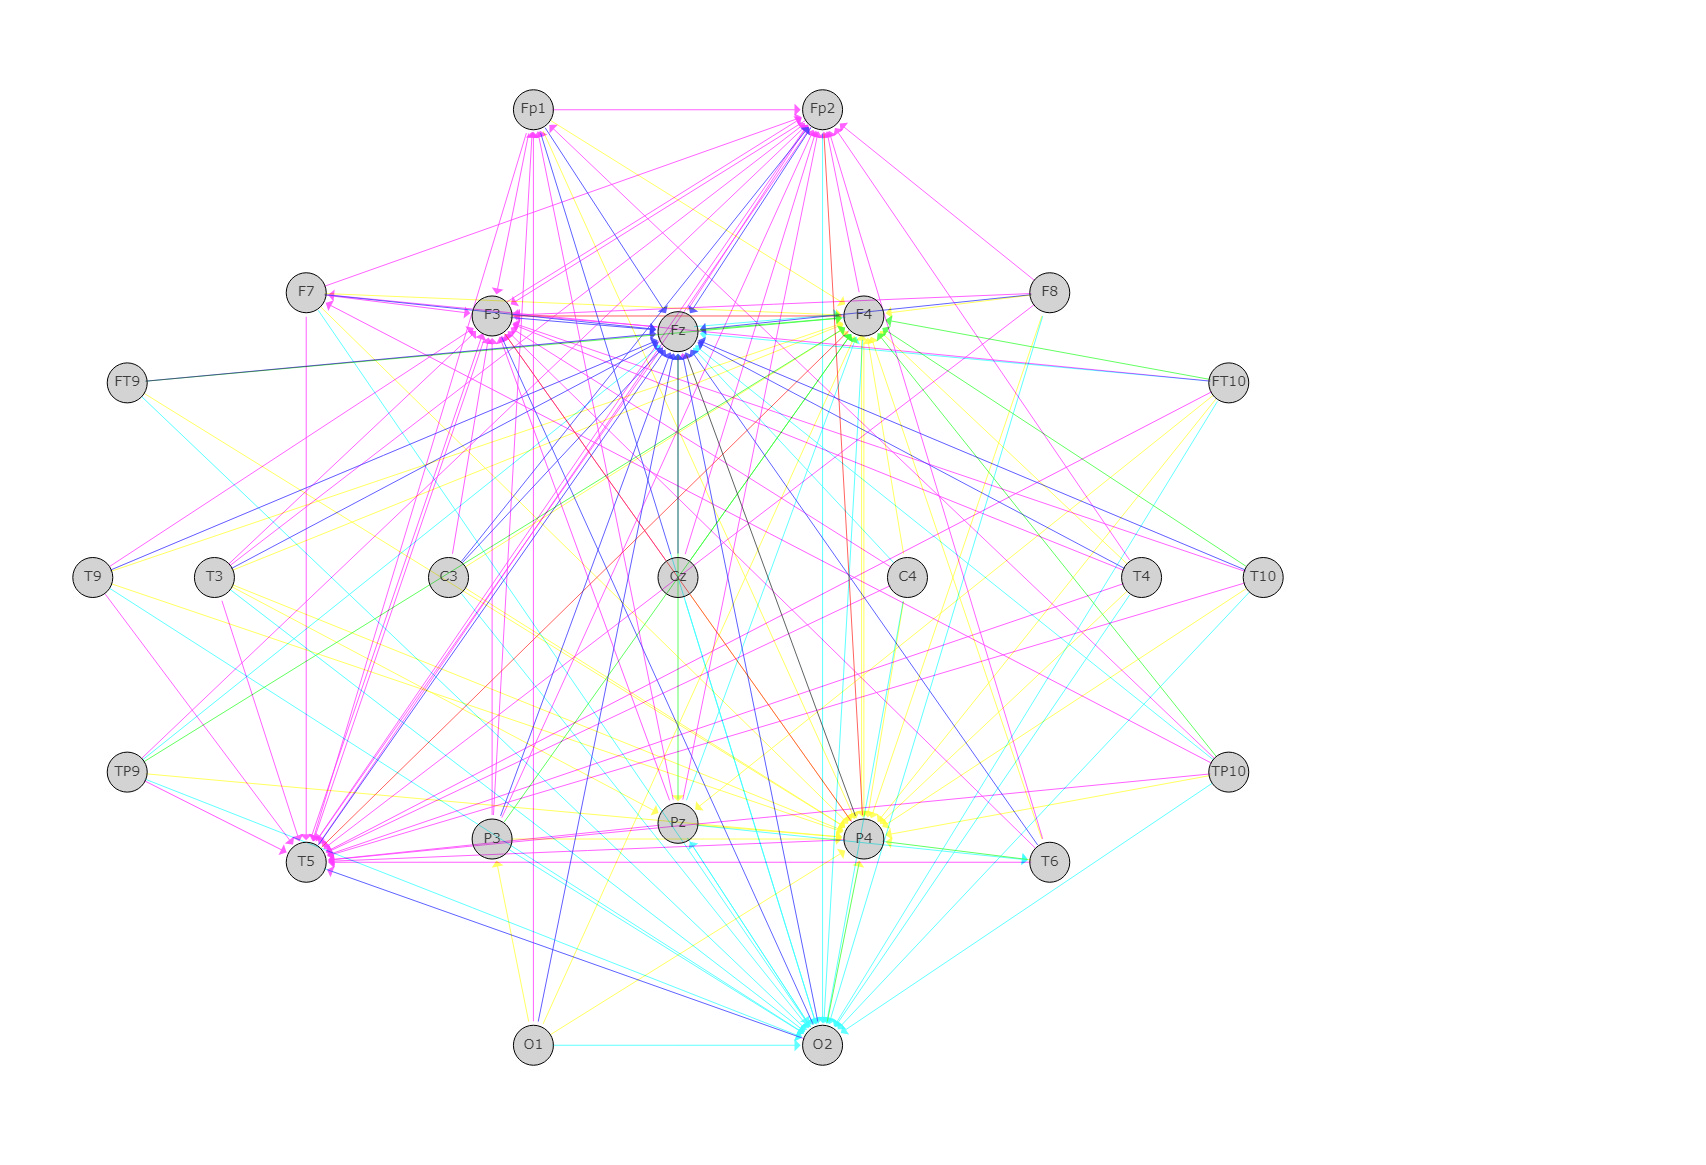 Fp1 Fp2
F7 F3 Fz F4 F8
FT9 FT10
T9 T3 C3 Cz C4 T4 T10
TP9 TP10
T5 P3 Pz P4 T6
O1 O2